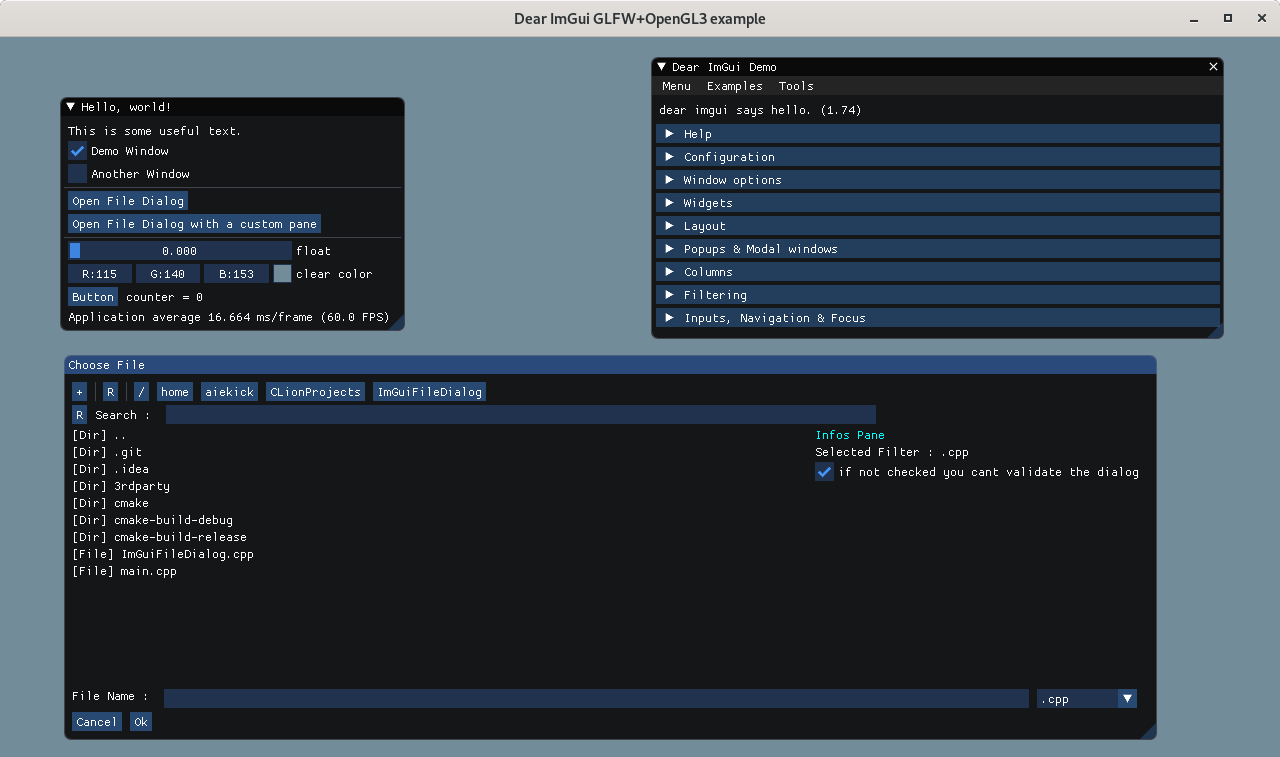 Dear ImGui GLFW+OpenGL3 example
Hello, world!
This is some useful text.
Demo Window
Another Window
Open File Dialog
Open File Dialog with a custom pane
0.000 float
R:115 G:140 B:153 clear color
Button counter = 0
Application average 16.664 ms/frame (60.0 FPS)
Dear ImGui Demo
Menu Examples Tools
dear imgui says hello. (1.74)
Help
Configuration
Window options
Widgets
Layout
Popups & Modal windows
Columns
Filtering
Inputs, Navigation & Focus
Choose File
+ R / home aiekick CLionProjects ImGuiFileDialog
R Search :
[Dir] ..
[Dir] .git
[Dir] .idea
[Dir] 3rdparty
[Dir] cmake
[Dir] cmake-build-debug
[Dir] cmake-build-release
[File] ImGuiFileDialog.cpp
[File] main.cpp
Infos Pane
Selected Filter : .cpp
if not checked you cant validate the dialog
File Name : .cpp
Cancel Ok